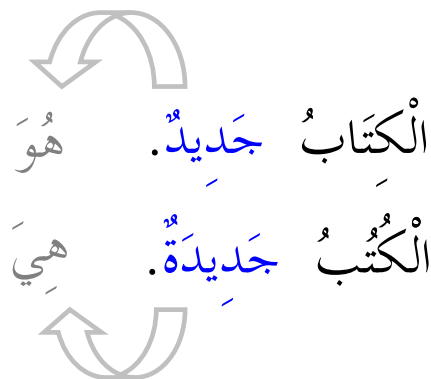 الْكِتَابُ جَدِيدٌ. هُوَ
الْكُتُبُ جَدِيدَةٌ. هِيَ